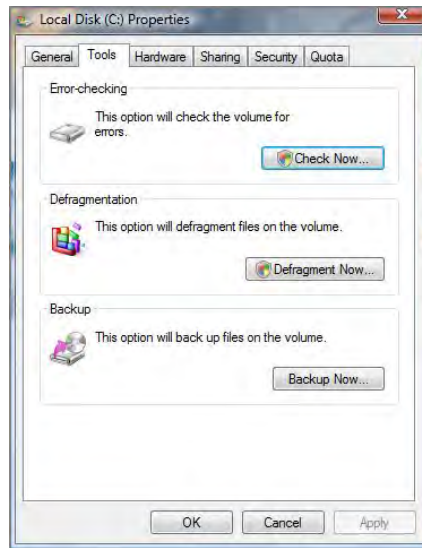 Local Disk (C:) Properties
General Tools Hardware Sharing Security Quota
Error-checking
This option will check the volume for
errors.
Check Now...
Defragmentation
This option will defragment files on the volume.
Defragment Now...
Backup
This option will back up files on the volume.
Backup Now...
OK Cancel Apply